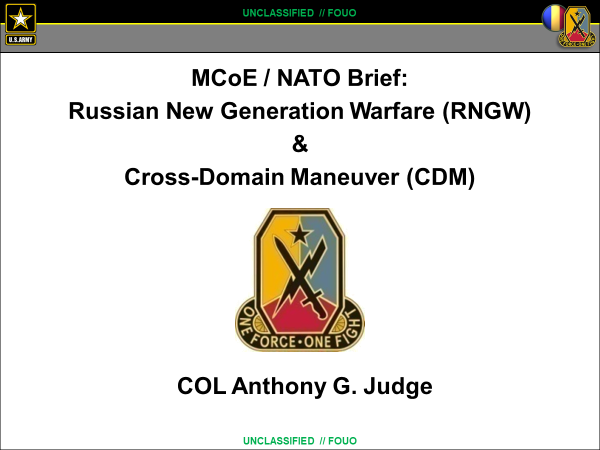 UNCLASSIFIED // FOUO
U.S.ARMY
MCoE / NATO Brief:
Russian New Generation Warfare (RNGW)
&
Cross-Domain Maneuver (CDM)
ONE FORCE • ONE FIGHT
COL Anthony G. Judge
UNCLASSIFIED // FOUO